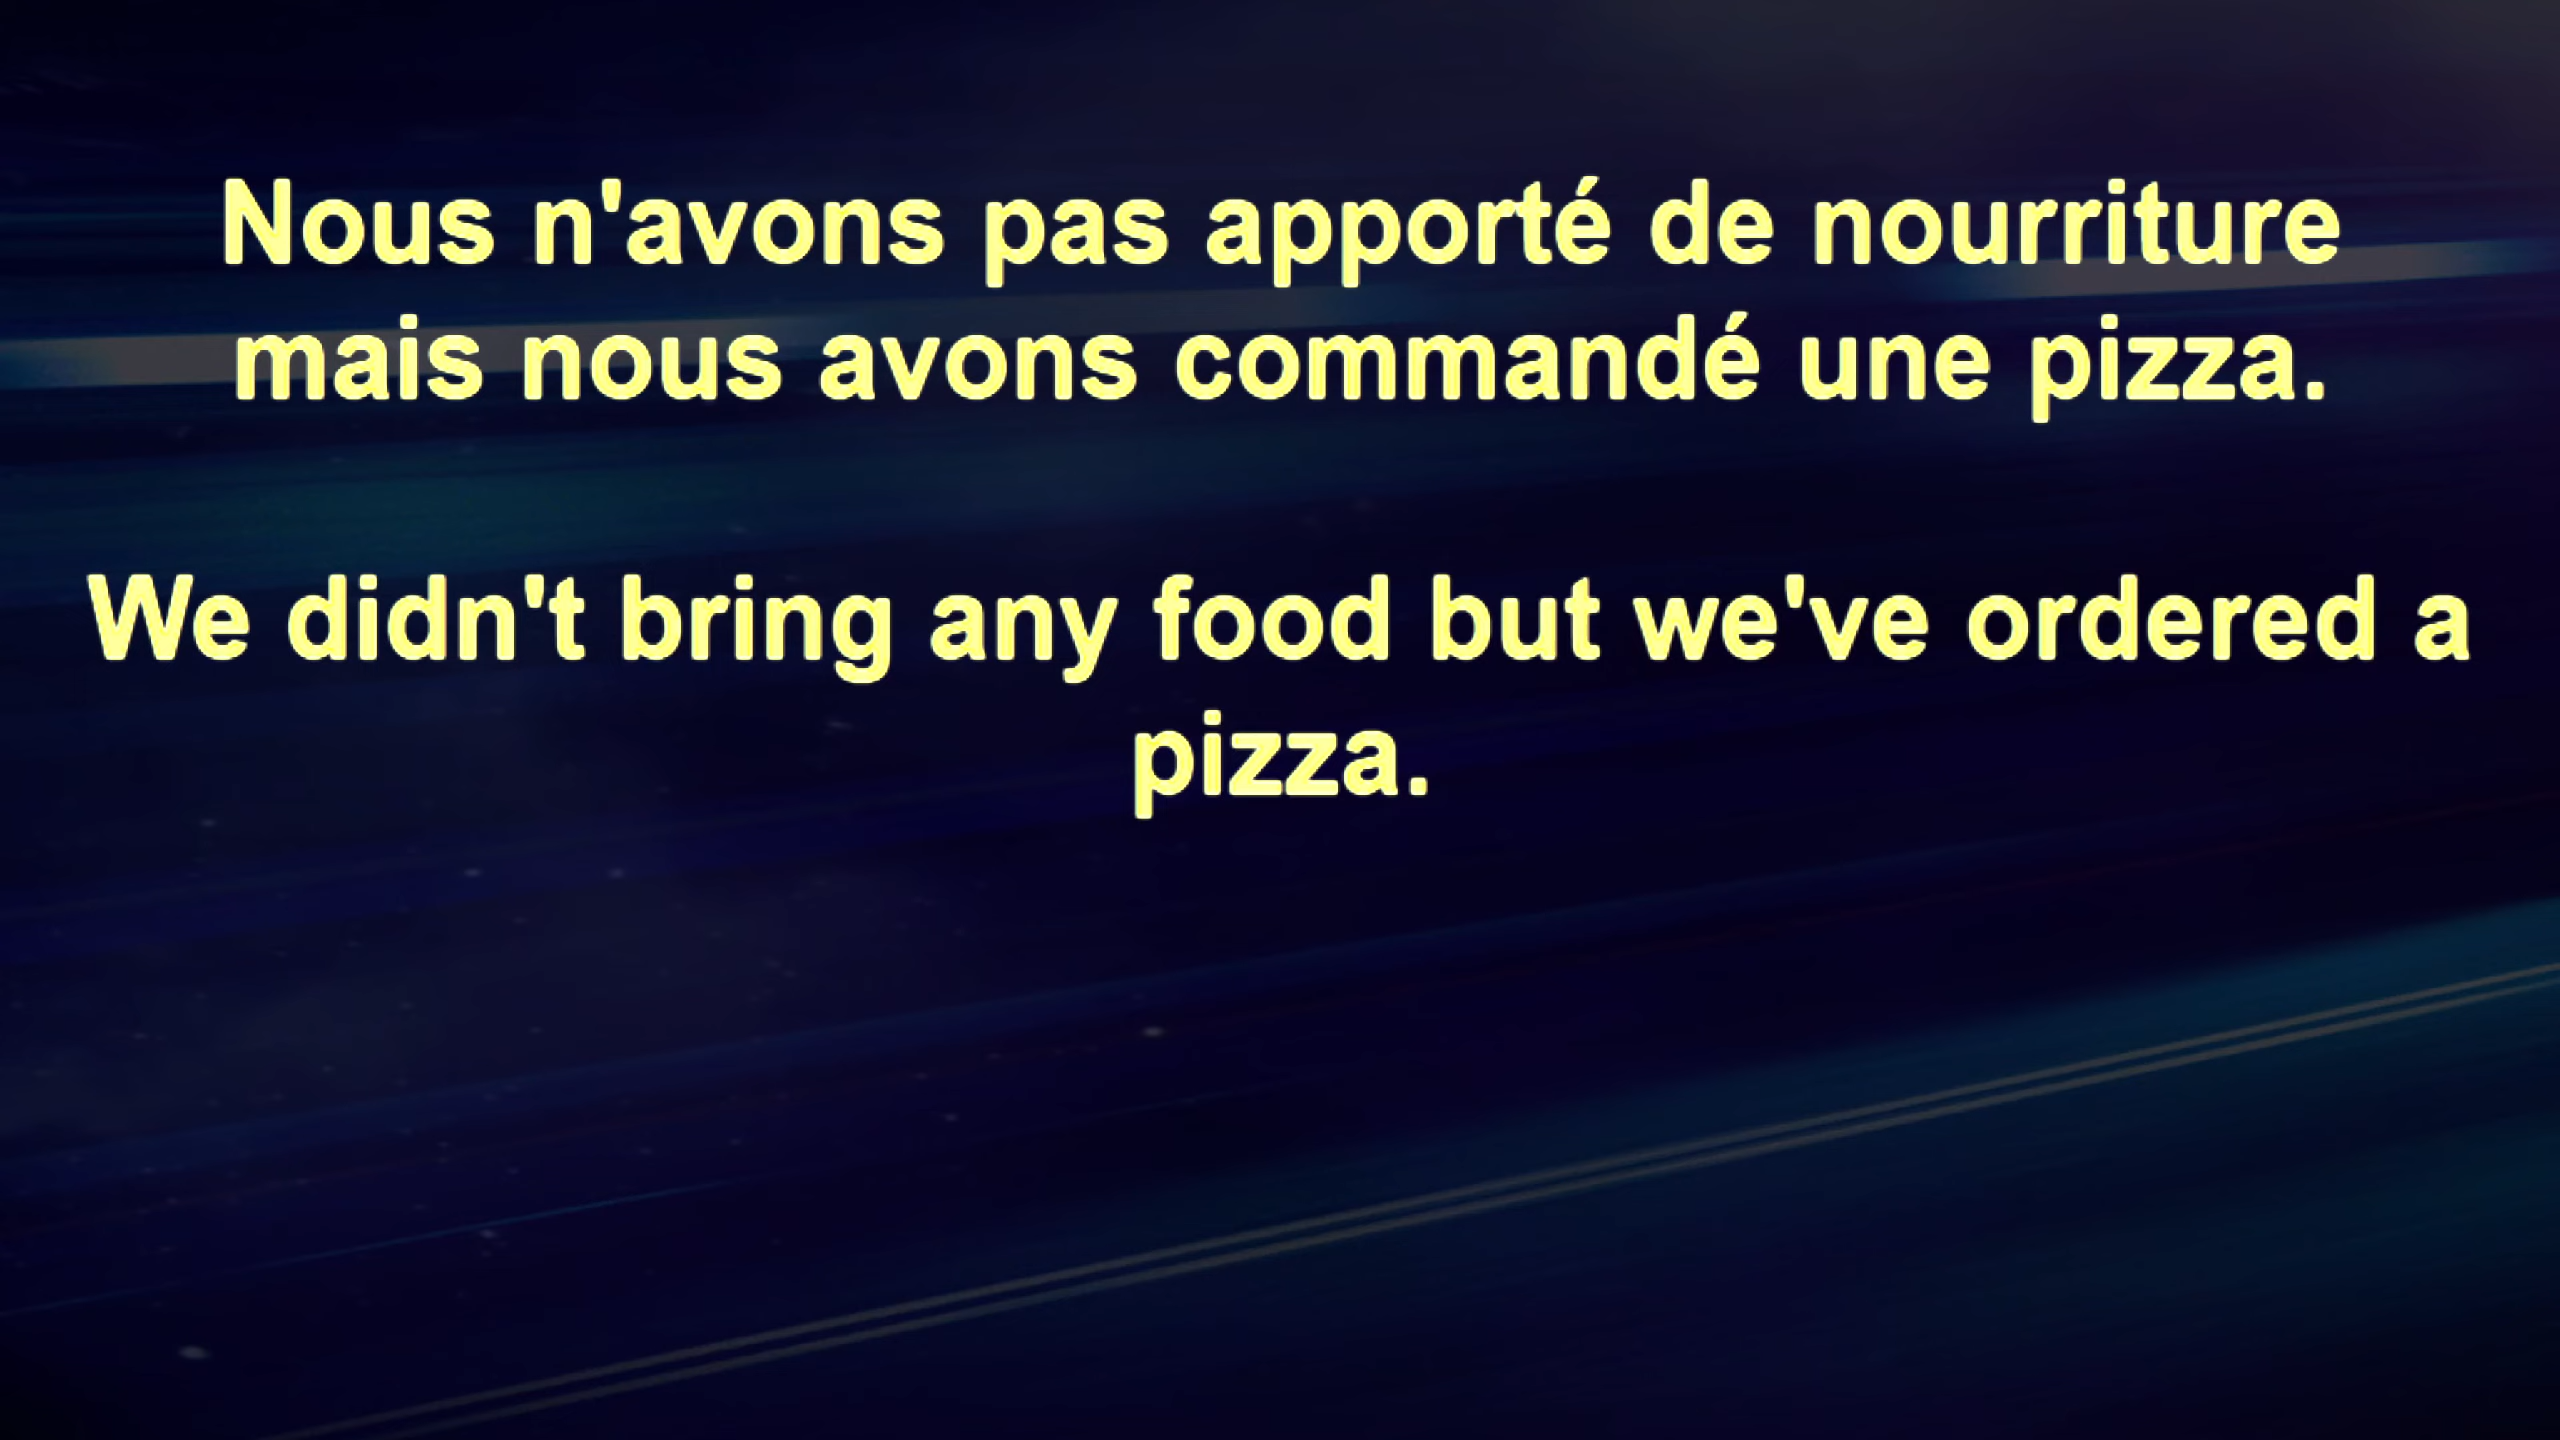 Nous n'avons pas apporté de nourriture
mais nous avons commandé une pizza.
We didn't bring any food but we've ordered a
pizza.